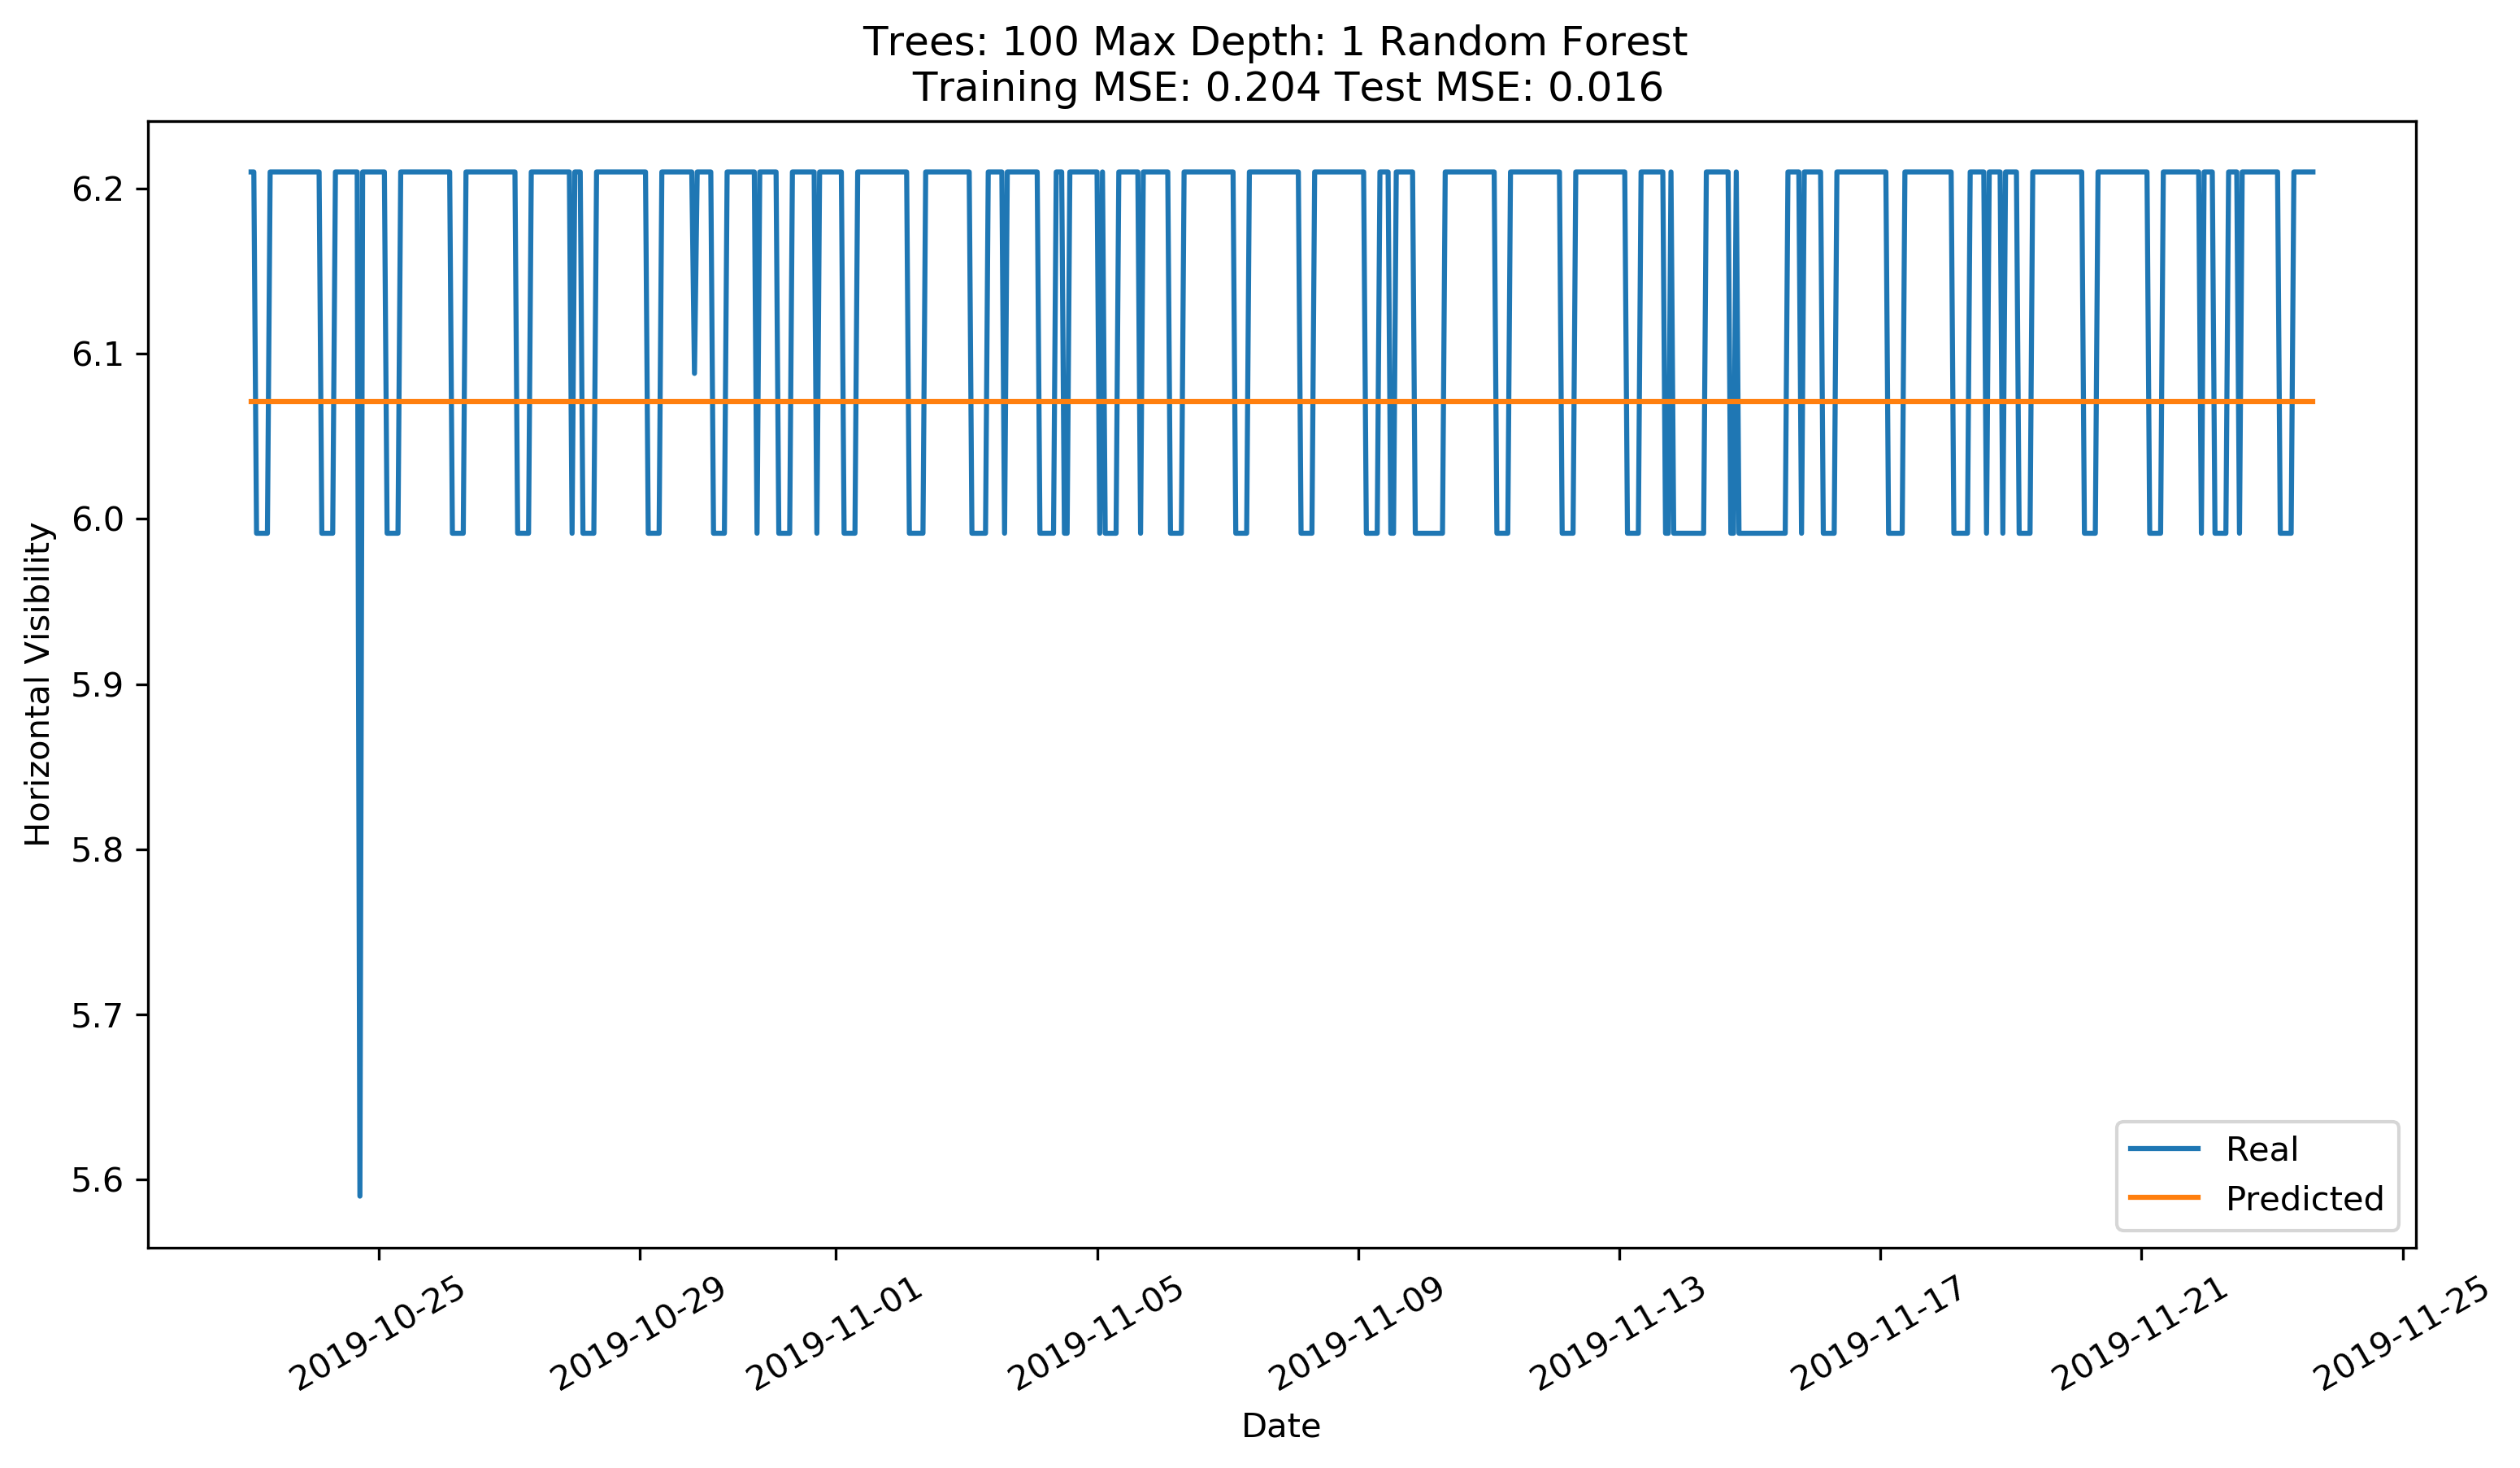 Trees: 100 Max Depth: 1 Random Forest
Training MSE: 0.204 Test MSE: 0.016
Horizontal Visibility
6.2
6.1
6.0
5.9
5.8
5.7
5.6
Real
Predicted
2019-10-25
2019-10-29
2019-11-01
2019-11-05
2019-11-09
2019-11-13
2019-11-17
2019-11-21
2019-11-25
Date